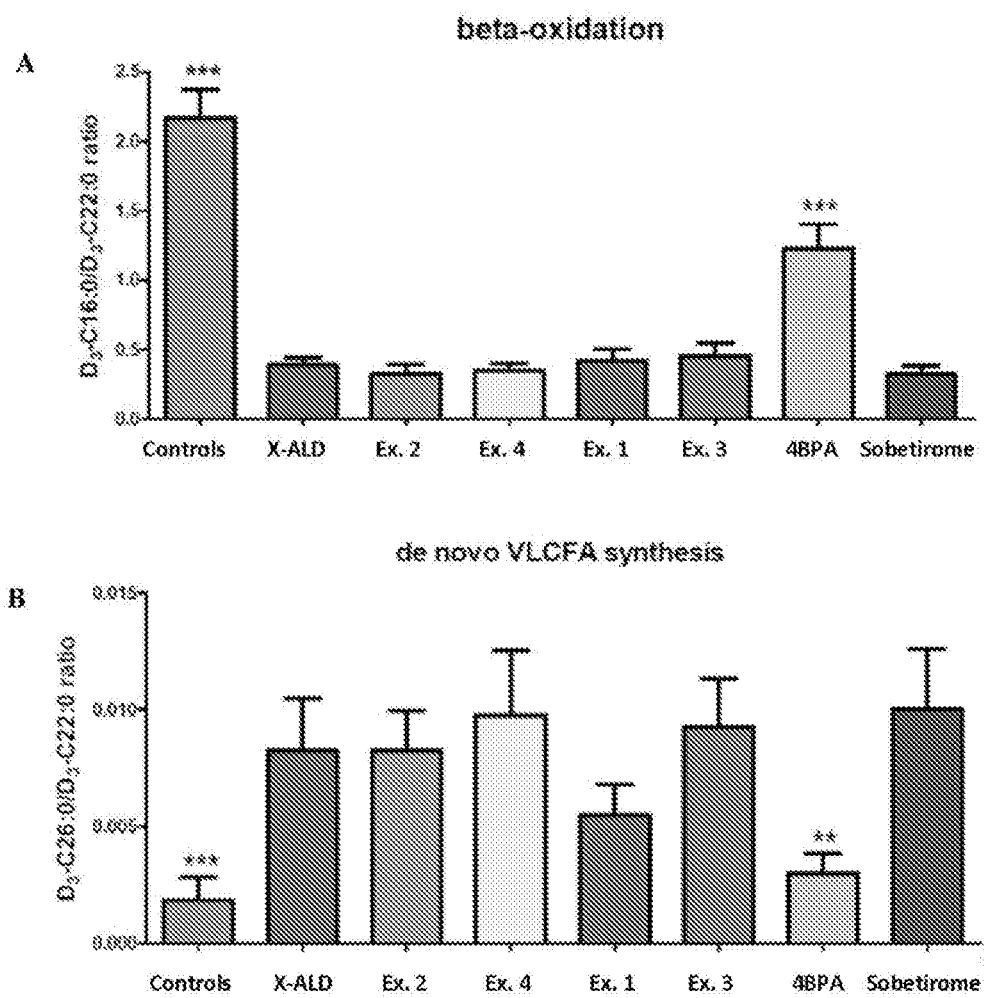 beta-oxidation
A
D₃-C16:0/D₃-C22:0 ratio
2.5
2.0
1.5
1.0
0.5
0.0
***
***
Controls X-ALD Ex. 2 Ex. 4 Ex. 1 Ex. 3 4BPA Sobetirome
de novo VLCFA synthesis
B
D₃-C26:0/D₃-C22:0 ratio
0.015
0.010
0.005
0.000
***
**
Controls X-ALD Ex. 2 Ex. 4 Ex. 1 Ex. 3 4BPA Sobetirome